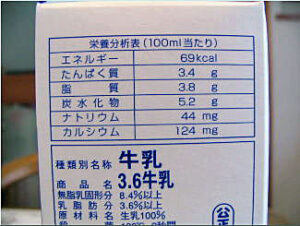 栄養分析表(100ml当たり)
エネルギー 69kcal
たんぱく質 3.4 g
脂質 3.8 g
炭水化物 5.2 g
ナトリウム 44 mg
カルシウム 124 mg
種類別名称 牛乳
商品名 3.6牛乳
無脂乳固形分 8.4%以上
乳脂肪分 3.6%以上
原材料名 生乳100%